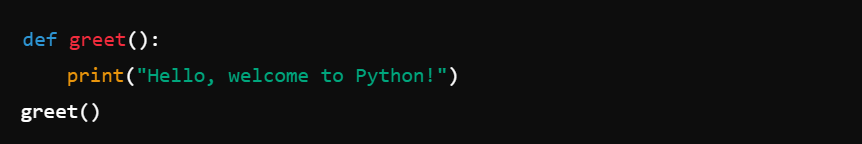 def greet():
    print("Hello, welcome to Python!")
greet()